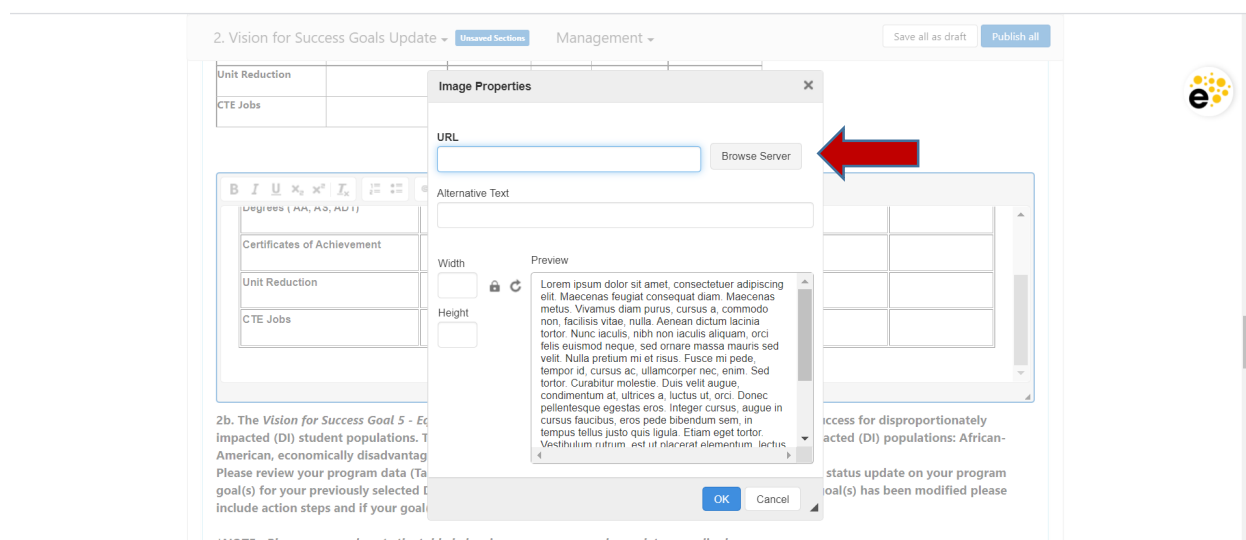 2. Vision for Success Goals Update Unsaved Sections Management Save all as draft Publish all
Unit Reduction
CTE Jobs
Image Properties
URL
Browse Server
Alternative Text
Width
Height
Preview
Lorem ipsum dolor sit amet, consectetuer adipiscing
elit. Maecenas feugiat consequat diam. Maecenas
metus. Vivamus diam purus, cursus a, commodo
non, facilisis vitae, nulla. Aenean dictum lacinia
tortor. Nunc iaculis, nibh non iaculis aliquam, orci
felis euismod neque, sed ornare massa mauris sed
velit. Nulla pretium mi et risus. Fusce mi pede,
tempor id, cursus ac, ullamcorper nec, enim. Sed
tortor. Curabitur molestie. Duis velit augue,
condimentum at, ultrices a, luctus ut, orci. Donec
pellentesque egestas eros. Integer cursus, augue in
cursus faucibus, eros pede bibendum sem, in
tempus tellus justo quis ligula. Etiam eget tortor.
Vestibulum rutrum, est ut placerat elementum, lectus
OK Cancel
B I U x₂ x² Tx
Degrees ( AA, AS, ADT)
Certificates of Achievement
Unit Reduction
CTE Jobs
2b. The Vision for Success Goal 5 - Eq
ccess for disproportionately
impacted (DI) student populations. T
acted (DI) populations: African-
American, economically disadvantag
Please review your program data (Ta
status update on your program
goal(s) for your previously selected D
oal(s) has been modified please
include action steps and if your goal
e